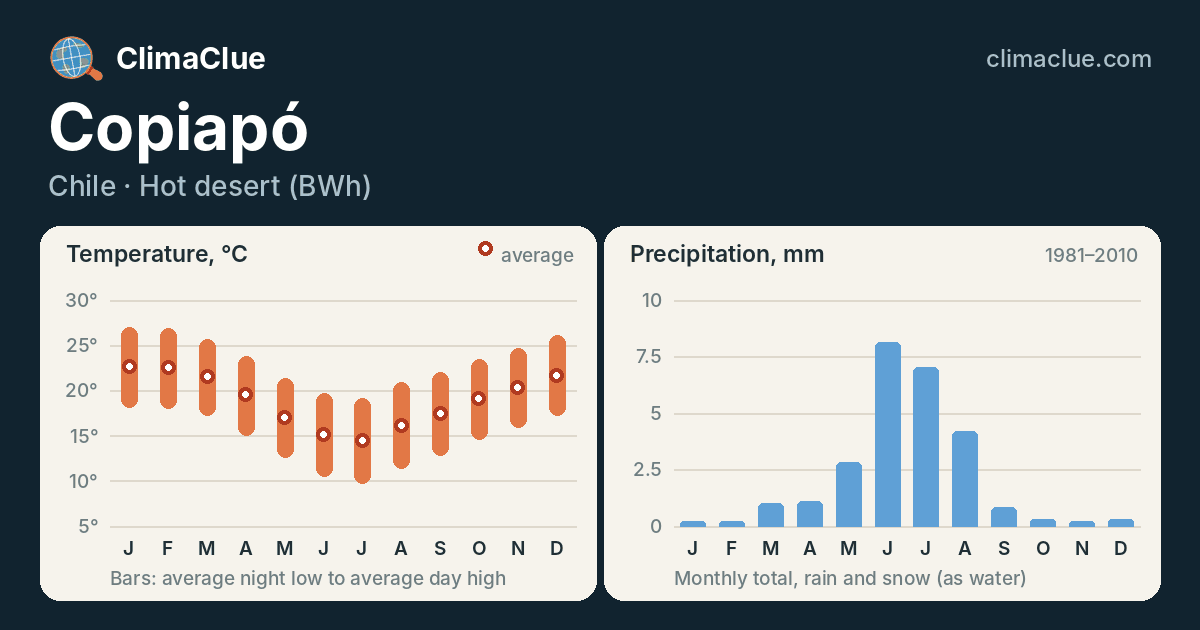 ClimaClue
climaclue.com
Copiapó
Chile · Hot desert (BWh)
Temperature, °C
average
30°
25°
20°
15°
10°
5°
J F M A M J J A S O N D
Bars: average night low to average day high
Precipitation, mm
1981–2010
10
7.5
5
2.5
0
J F M A M J J A S O N D
Monthly total, rain and snow (as water)